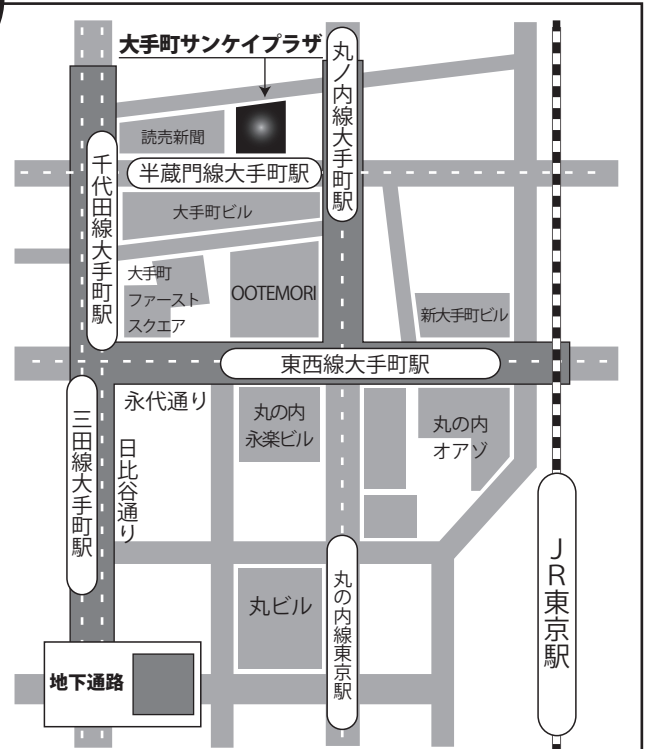 大手町サンケイプラザ
丸ノ内線大手町駅
読売新聞
千代田線大手町駅
半蔵門線大手町駅
大手町ビル
大手町
ファースト
スクエア
OOTEMORI
新大手町ビル
東西線大手町駅
永代通り
三田線大手町駅
日比谷通り
丸の内
永楽ビル
丸の内
オアゾ
丸ビル
丸の内線東京駅
JR東京駅
地下通路